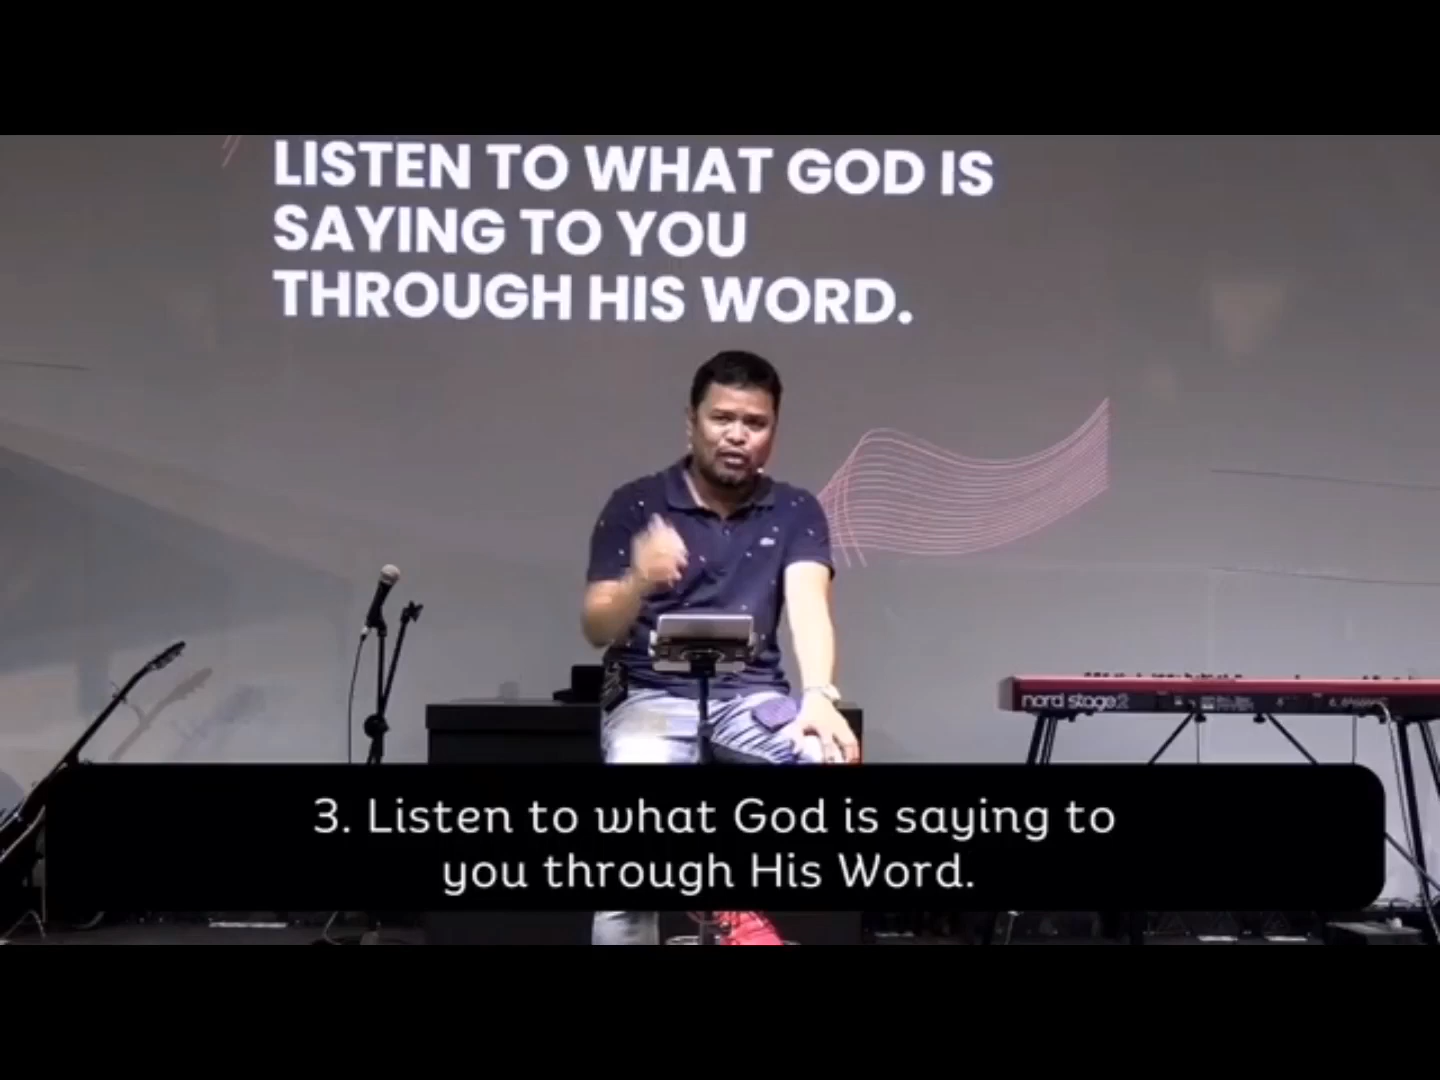 LISTEN TO WHAT GOD IS
SAYING TO YOU
THROUGH HIS WORD.
nord stage 2
3. Listen to what God is saying to
you through His Word.